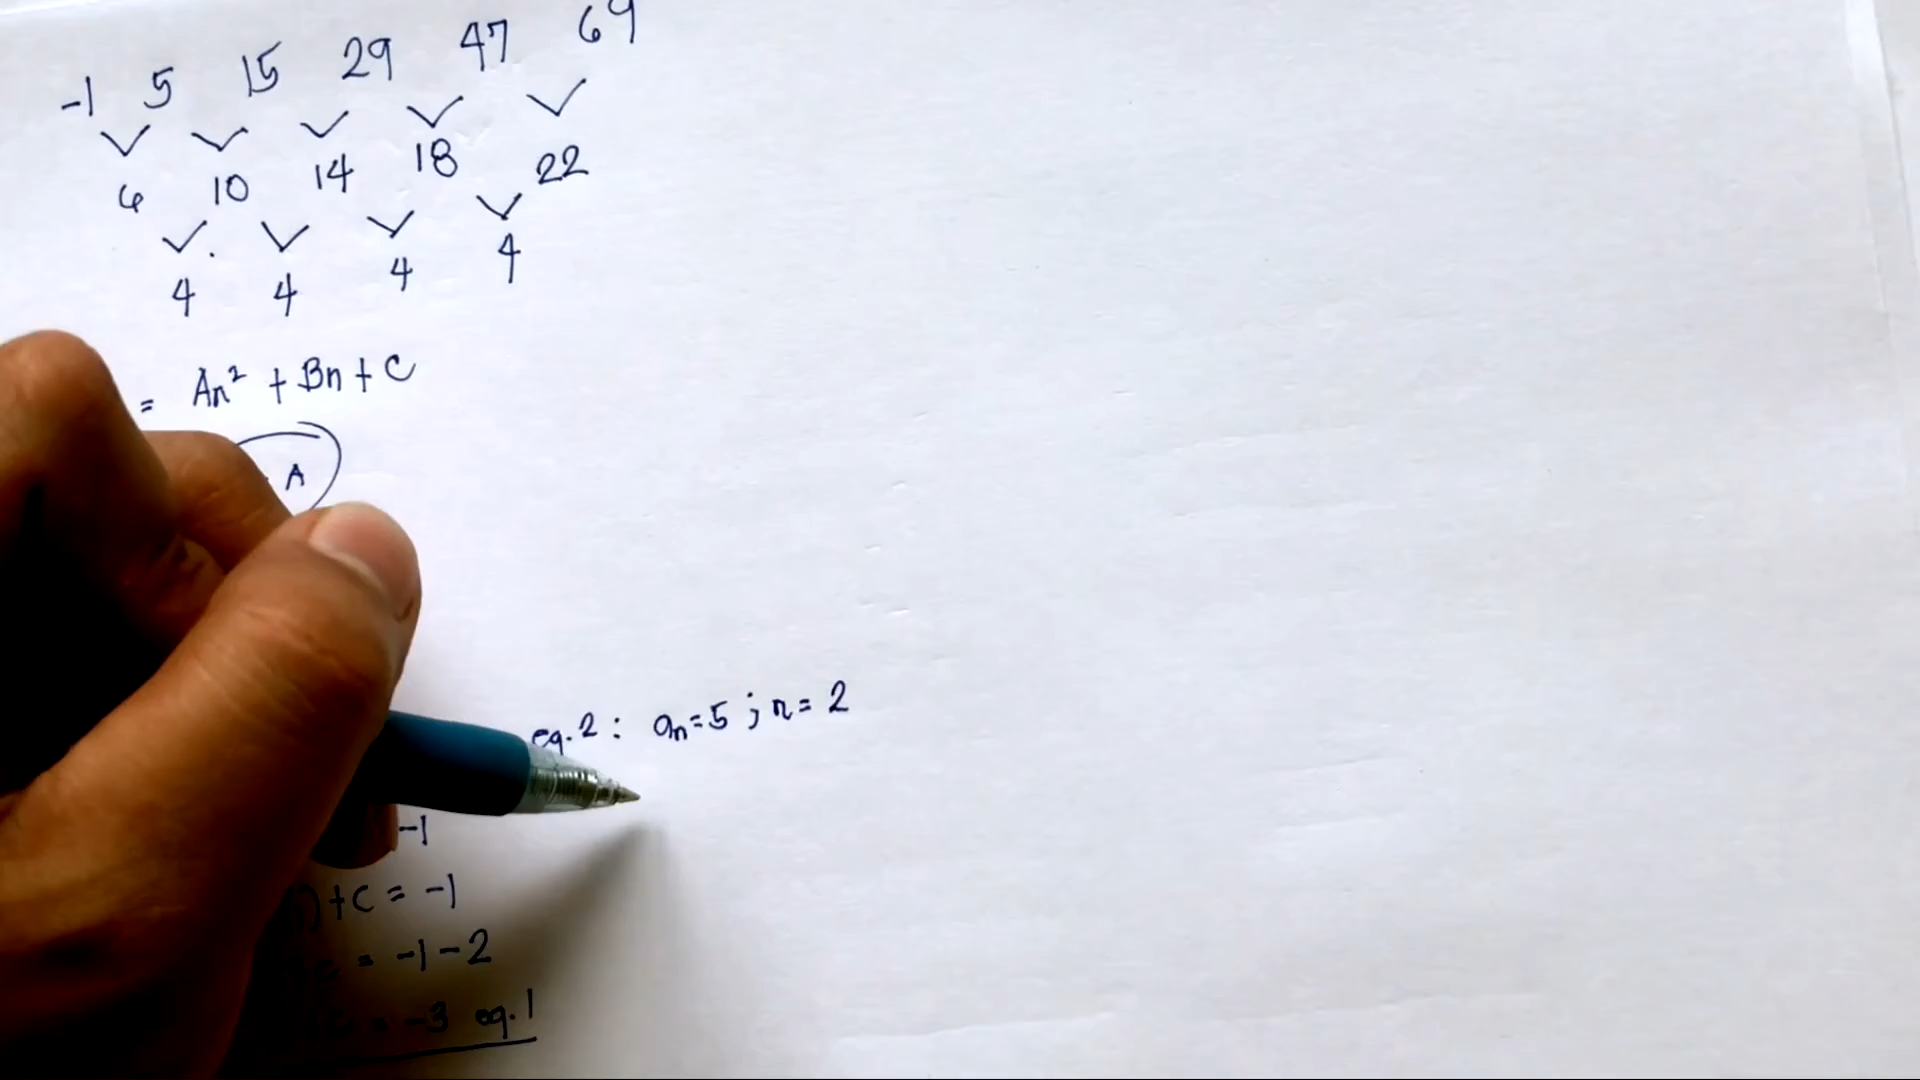 -1 5 15 29 47 69
6 10 14 18 22
4 4 4 4
= An² + Bn + C
A
eq.2 : an=5 ; n = 2
-1
) + C = -1
C = -1 - 2
C = -3 eq.1